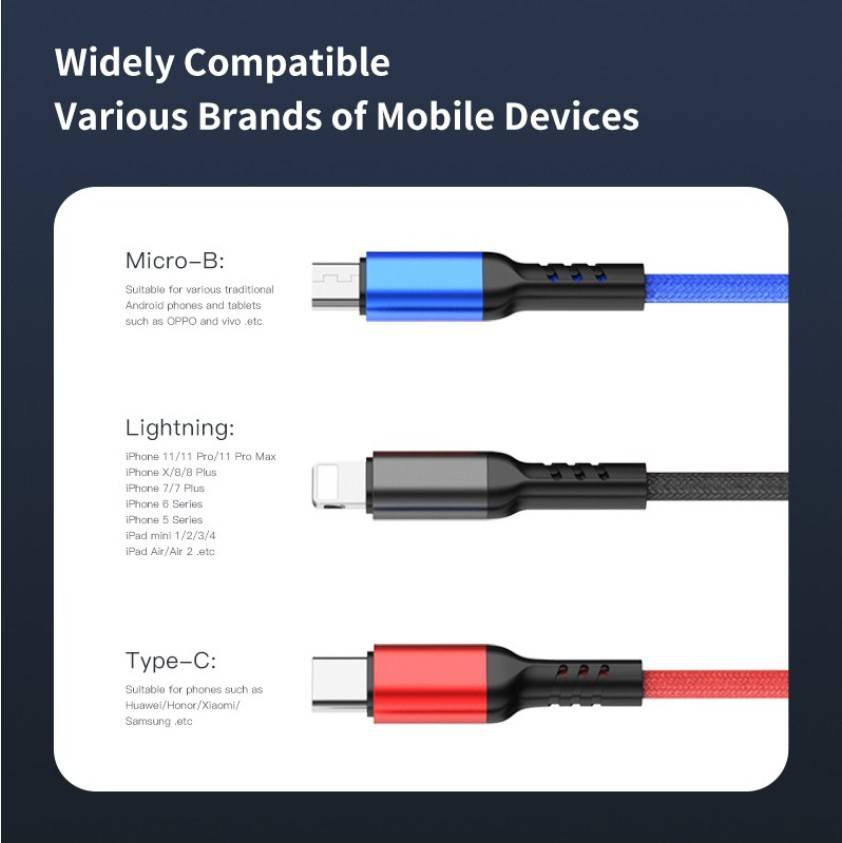 Widely Compatible
Various Brands of Mobile Devices
Micro-B:
Suitable for various traditional
Android phones and tablets
such as OPPO and vivo .etc
Lightning:
iPhone 11/11 Pro/11 Pro Max
iPhone X/8/8 Plus
iPhone 7/7 Plus
iPhone 6 Series
iPhone 5 Series
iPad mini 1/2/3/4
iPad Air/Air 2 .etc
Type-C:
Suitable for phones such as
Huawei/Honor/Xiaomi/
Samsung .etc